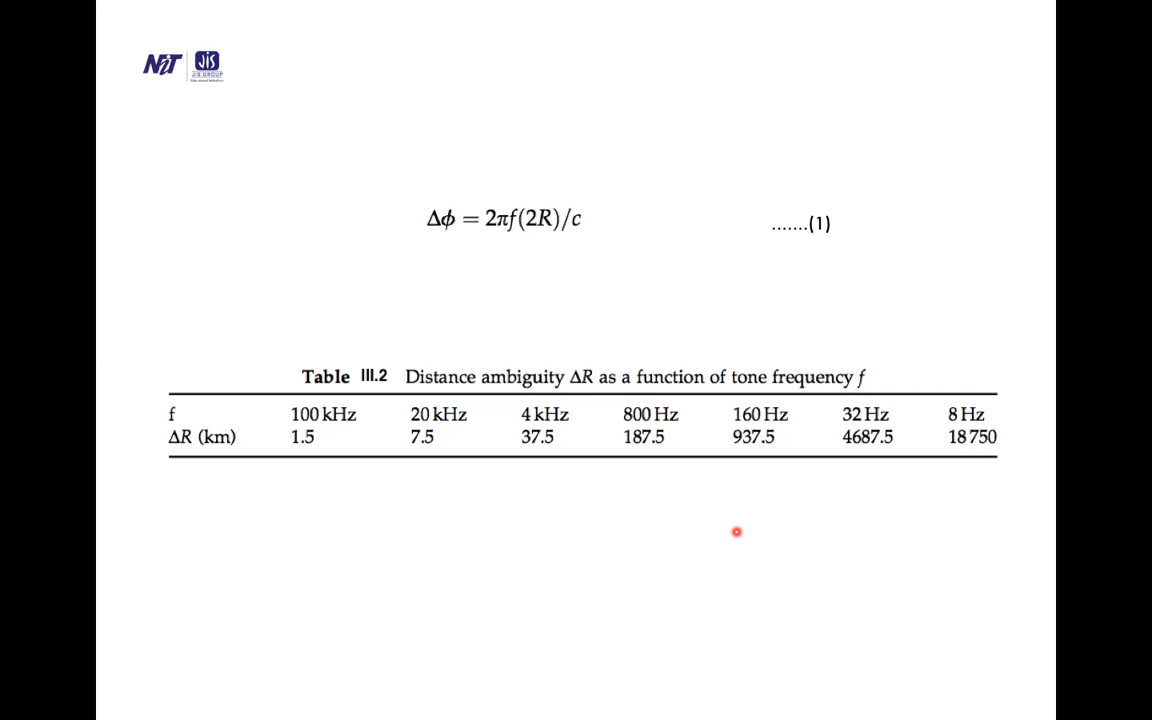 NiT JIS
JIS GROUP
Δϕ = 2πf(2R)/c .......(1)
Table III.2 Distance ambiguity ΔR as a function of tone frequency f
f 100 kHz 20 kHz 4 kHz 800 Hz 160 Hz 32 Hz 8 Hz
ΔR (km) 1.5 7.5 37.5 187.5 937.5 4687.5 18 750